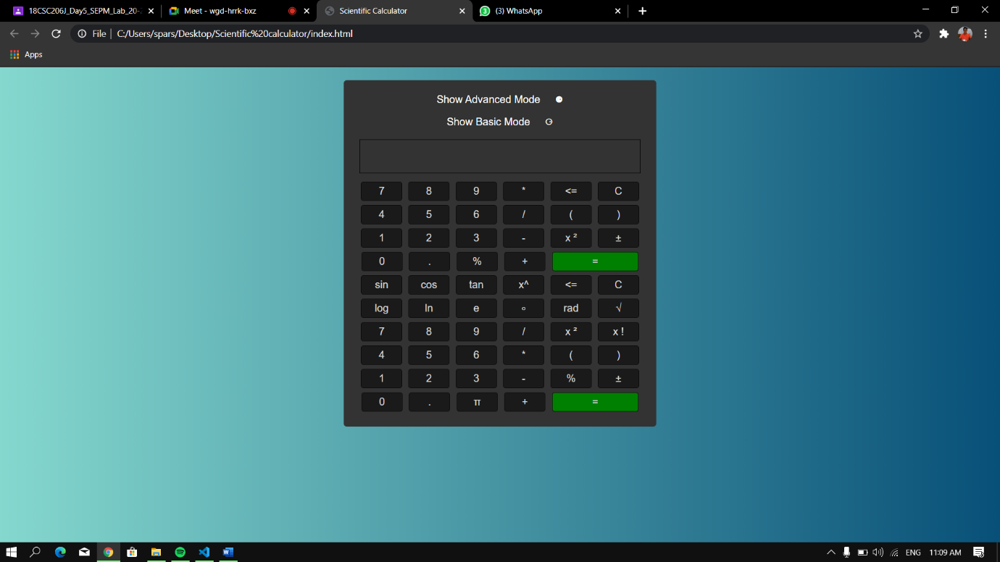 18CSC206J_Day5_SEPM_Lab_20- Meet - wgd-hrrk-bxz Scientific Calculator (3) WhatsApp
File C:/Users/spars/Desktop/Scientific%20calculator/index.html
Apps
Show Advanced Mode
Show Basic Mode
7 8 9 * <= C
4 5 6 / ( )
1 2 3 - x ² ±
0 . % + =
sin cos tan x^ <= C
log ln e ∘ rad √
7 8 9 / x ² x !
4 5 6 * ( )
1 2 3 - % ±
0 . π + =
ENG 11:09 AM